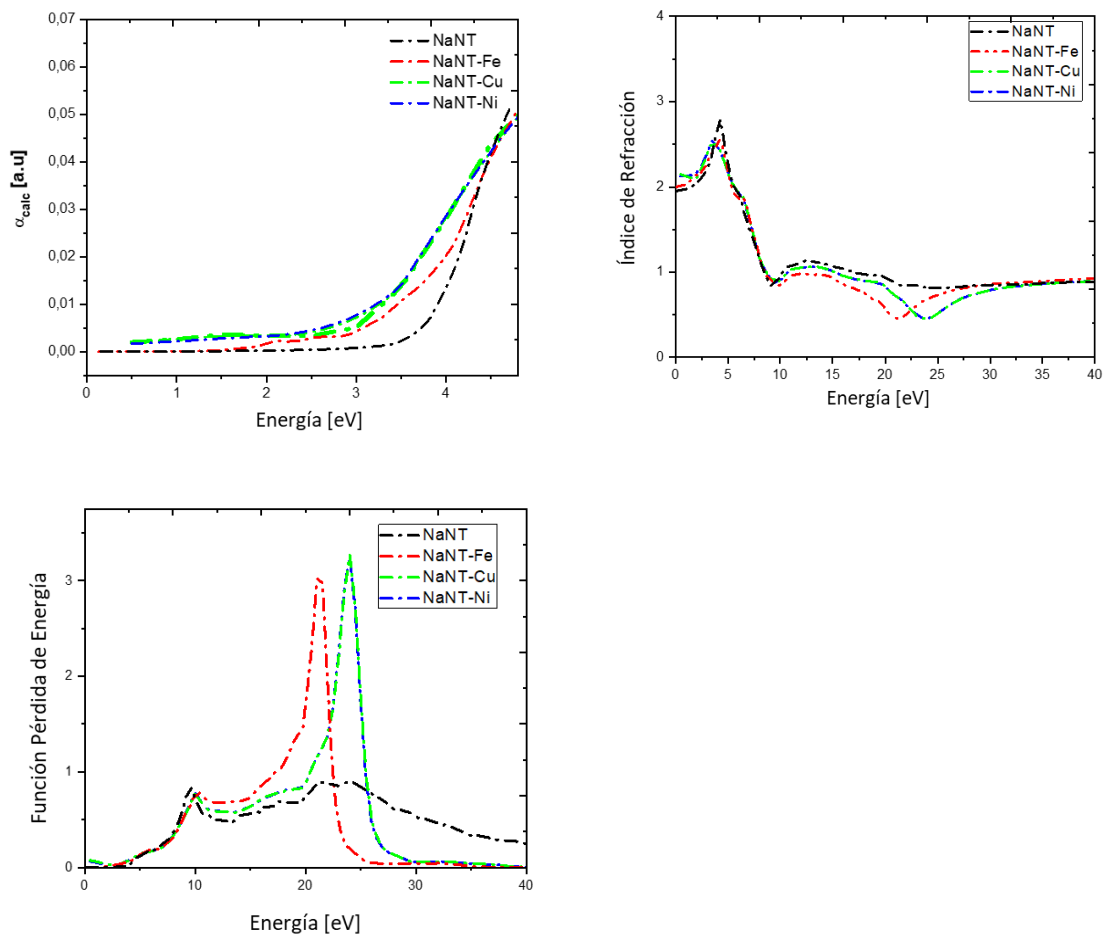 0,07
0,06
0,05
0,04
0,03
0,02
0,01
0,00
α calc [a.u]
NaNT
NaNT-Fe
NaNT-Cu
NaNT-Ni
0 1 2 3 4
Energía [eV]
4
3
2
1
0
Índice de Refracción
NaNT
NaNT-Fe
NaNT-Cu
NaNT-Ni
0 5 10 15 20 25 30 35 40
Energía [eV]
3
2
1
0
Función Pérdida de Energía
NaNT
NaNT-Fe
NaNT-Cu
NaNT-Ni
0 10 20 30 40
Energía [eV]